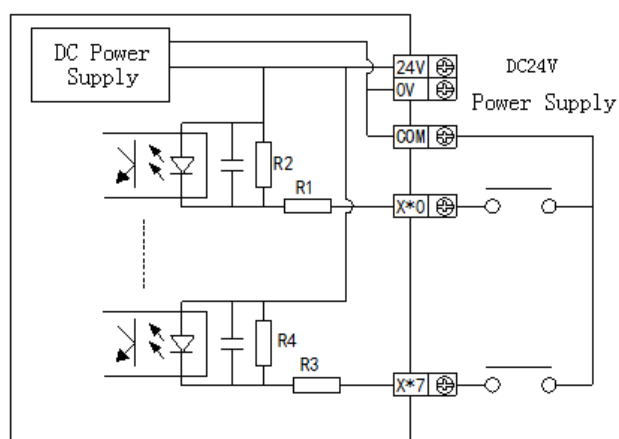 DC Power
Supply
24V
DC24V
0V
Power Supply
COM
R2
R1
X*0
R4
R3
X*7